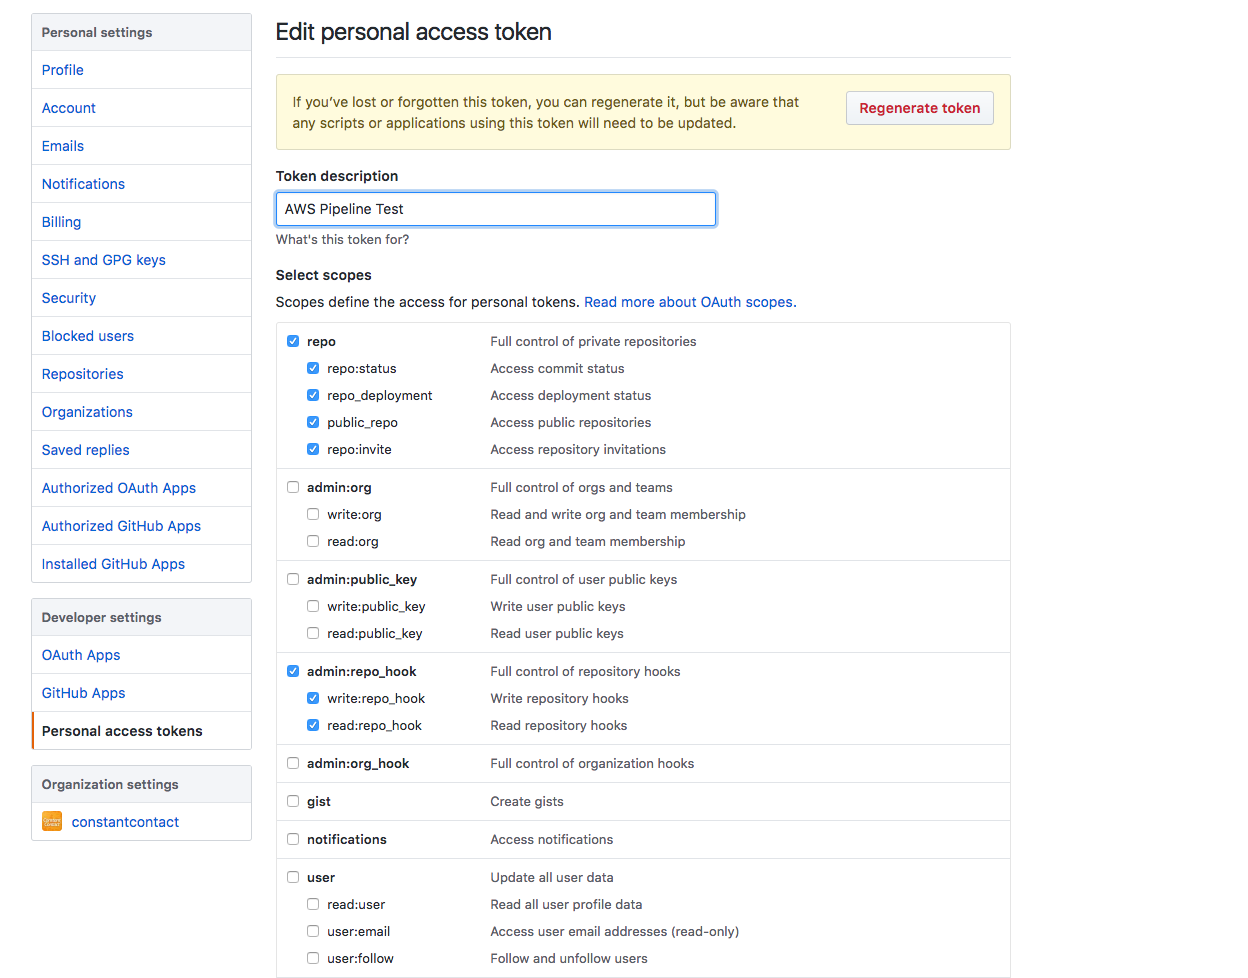 Personal settings
Profile
Account
Emails
Notifications
Billing
SSH and GPG keys
Security
Blocked users
Repositories
Organizations
Saved replies
Authorized OAuth Apps
Authorized GitHub Apps
Installed GitHub Apps
Developer settings
OAuth Apps
GitHub Apps
Personal access tokens
Organization settings
constantcontact
Edit personal access token
If you’ve lost or forgotten this token, you can regenerate it, but be aware that
any scripts or applications using this token will need to be updated.
Regenerate token
Token description
AWS Pipeline Test
What's this token for?
Select scopes
Scopes define the access for personal tokens. Read more about OAuth scopes.
repo Full control of private repositories
repo:status Access commit status
repo_deployment Access deployment status
public_repo Access public repositories
repo:invite Access repository invitations
admin:org Full control of orgs and teams
write:org Read and write org and team membership
read:org Read org and team membership
admin:public_key Full control of user public keys
write:public_key Write user public keys
read:public_key Read user public keys
admin:repo_hook Full control of repository hooks
write:repo_hook Write repository hooks
read:repo_hook Read repository hooks
admin:org_hook Full control of organization hooks
gist Create gists
notifications Access notifications
user Update all user data
read:user Read all user profile data
user:email Access user email addresses (read-only)
user:follow Follow and unfollow users